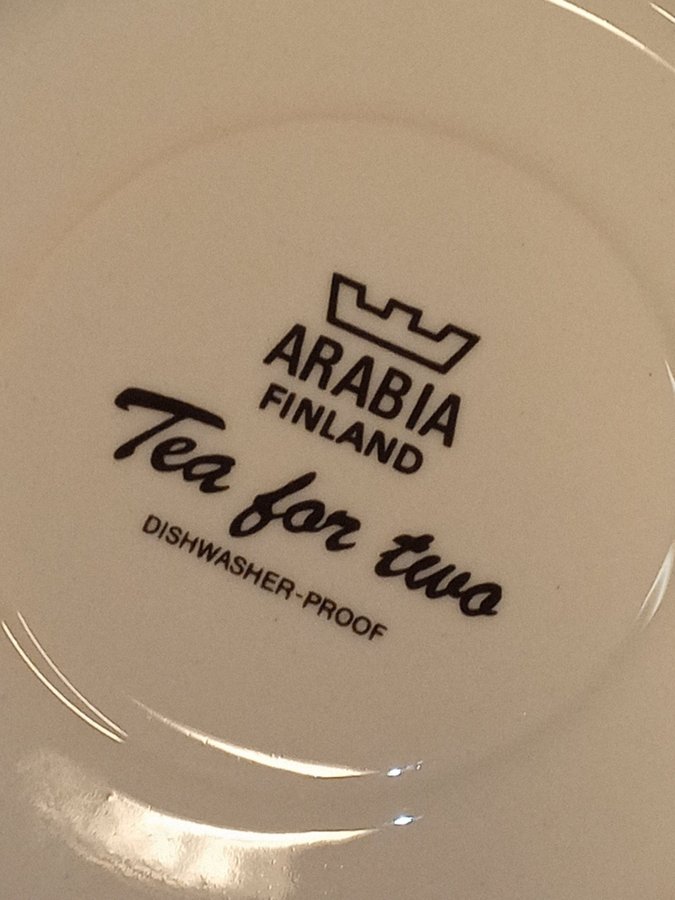 ARABIA
FINLAND
Tea for two
DISHWASHER-PROOF